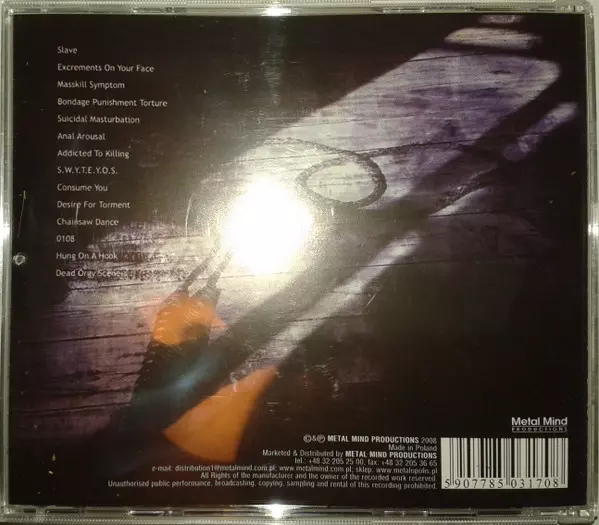 Slave
Excrements On Your Face
Masskill Symptom
Bondage Punishment Torture
Suicidal Masturbation
Anal Arousal
Addicted To Killing
S.W.Y.T.E.Y.O.S.
Consume You
Desire For Torment
Chainsaw Dance
0108
Hung On A Hook
Dead Orgy Scene
Metal Mind
PRODUCTIONS
©&℗ METAL MIND PRODUCTIONS 2008
Made in Poland
Marketed & Distributed by METAL MIND PRODUCTIONS
tel.: +48 32 205 25 00, fax: +48 32 205 36 65
e-mail: distribution1@metalmind.com.pl; www.metalmind.com.pl; sklep: www.metalopolis.pl
All Rights of the manufacturer and the owner of the recorded work reserved.
Unauthorised public performance, broadcasting, copying, sampling and rental of this recording prohibited.
5 907785 031708